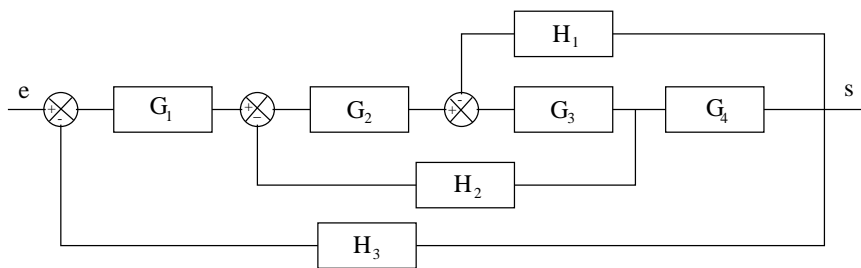 H₁
e
s
+
-
G₁
+
−
G₂
-
+
G₃
G₄
H₂
H₃